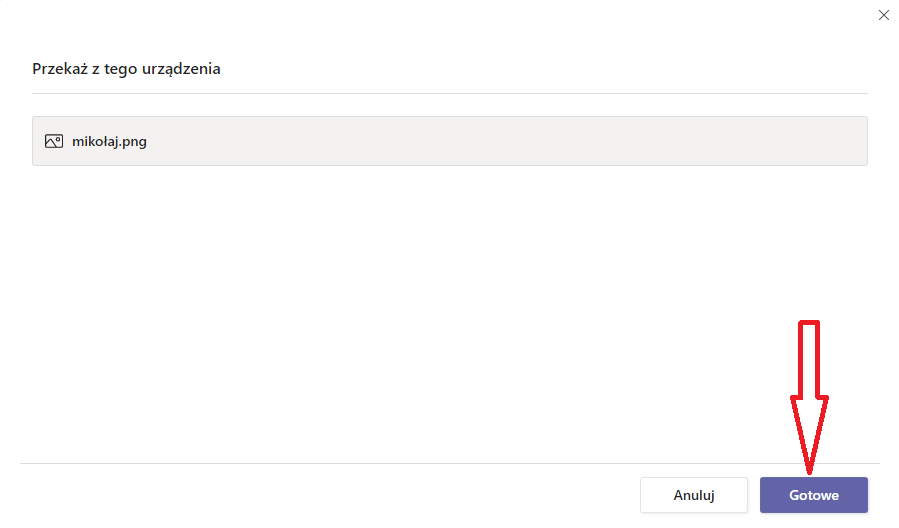 Przekaż z tego urządzenia
mikołaj.png
Anuluj
Gotowe